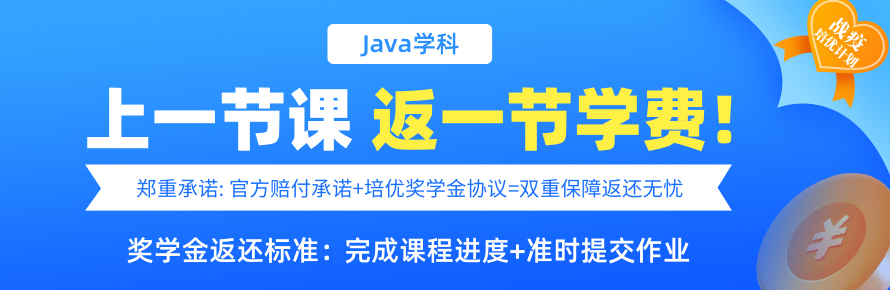 Java学科
战疫
培优计划
上一节课 返一节学费!
郑重承诺: 官方赔付承诺+培优奖学金协议=双重保障返还无忧
奖学金返还标准：完成课程进度+准时提交作业
¥